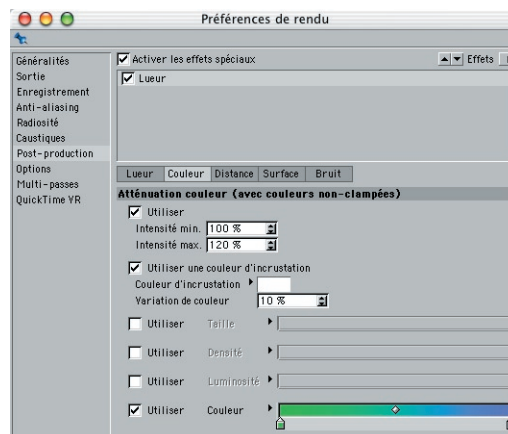 Préférences de rendu
Généralités
Sortie
Enregistrement
Anti-aliasing
Radiosité
Caustiques
Post-production
Options
Multi-passes
QuickTime VR
Activer les effets spéciaux
Effets
Lueur
Lueur Couleur Distance Surface Bruit
Atténuation couleur (avec couleurs non-clampées)
Utiliser
Intensité min. 100 %
Intensité max. 120 %
Utiliser une couleur d'incrustation
Couleur d'incrustation
Variation de couleur 10 %
Utiliser Taille
Utiliser Densité
Utiliser Luminosité
Utiliser Couleur